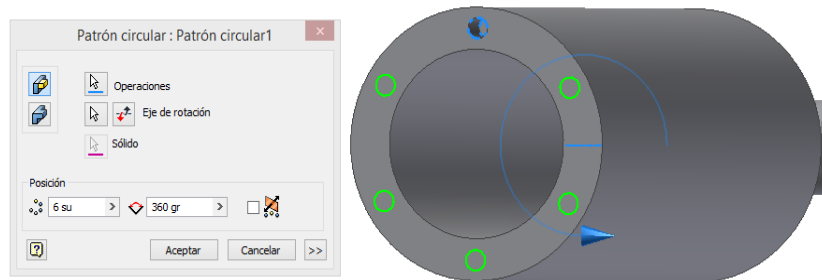 Patrón circular : Patrón circular1
Operaciones
Eje de rotación
Sólido
Posición
6 su
360 gr
Aceptar
Cancelar
>>